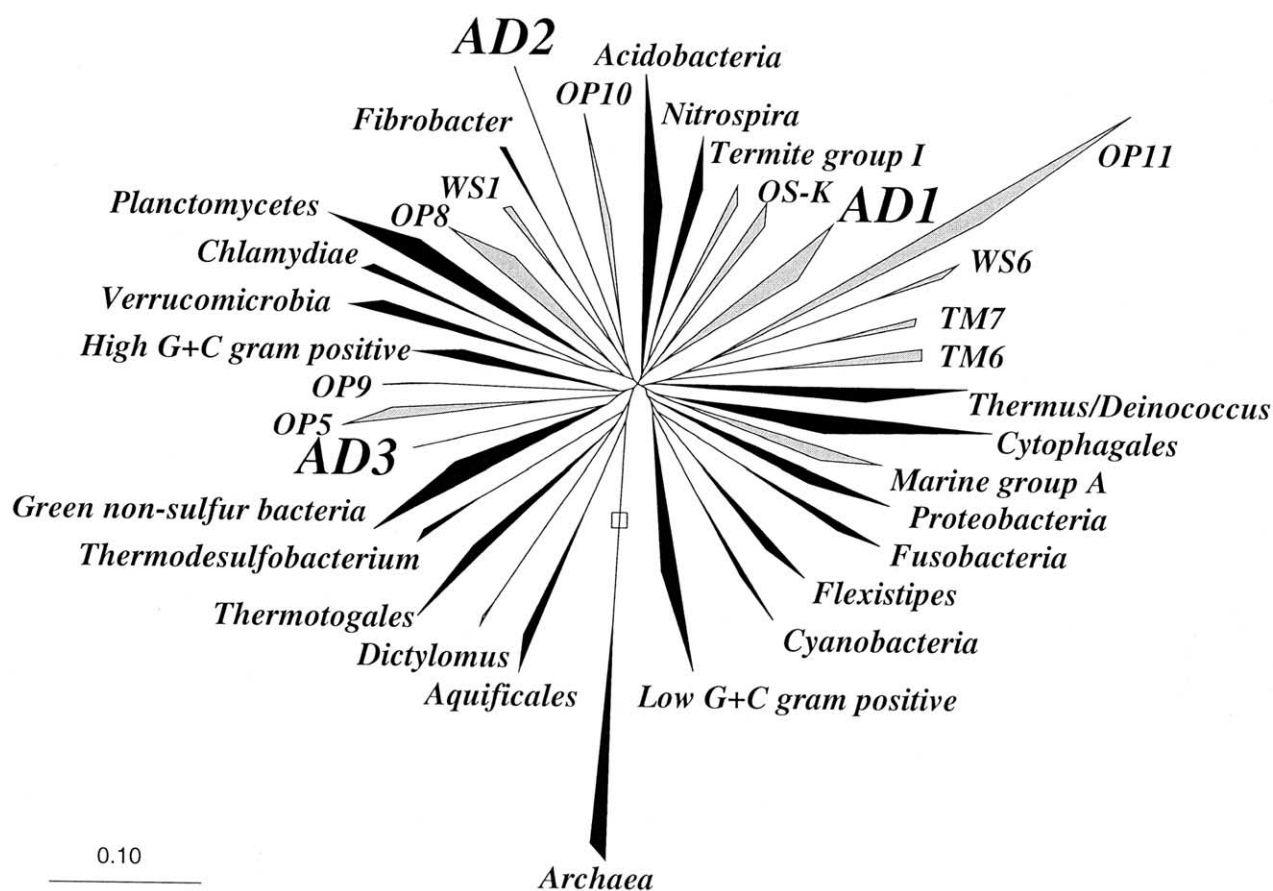 AD2
Acidobacteria
OP10
Nitrospira
Fibrobacter
Termite group I
OP11
WS1
OS-K
AD1
Planctomycetes
OP8
Chlamydiae
WS6
Verrucomicrobia
TM7
High G+C gram positive
TM6
OP9
Thermus/Deinococcus
OP5
Cytophagales
AD3
Marine group A
Green non-sulfur bacteria
Proteobacteria
Thermodesulfobacterium
Fusobacteria
Flexistipes
Thermotogales
Cyanobacteria
Dictylomus
Aquificales
Low G+C gram positive
0.10
Archaea